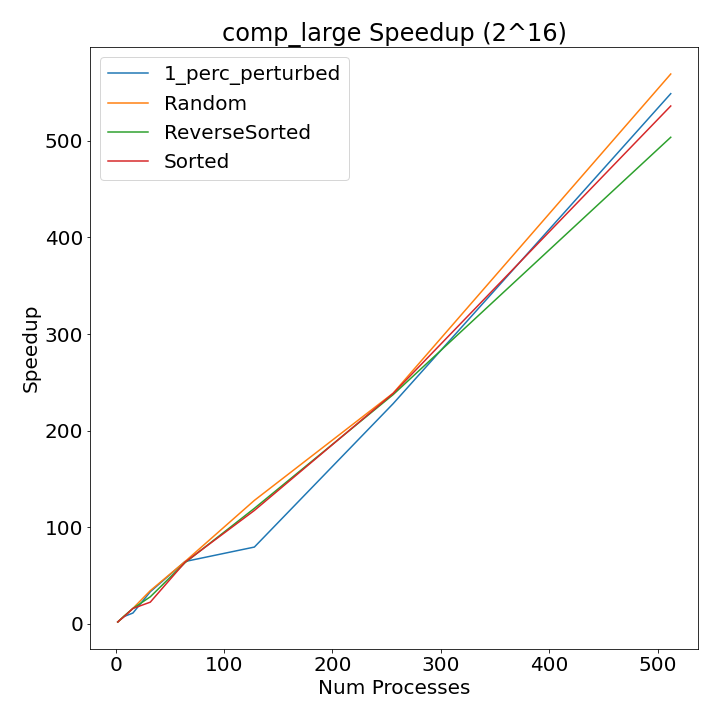 comp_large Speedup (2^16)
1_perc_perturbed
Random
ReverseSorted
Sorted
Speedup
500
400
300
200
100
0
0 100 200 300 400 500
Num Processes